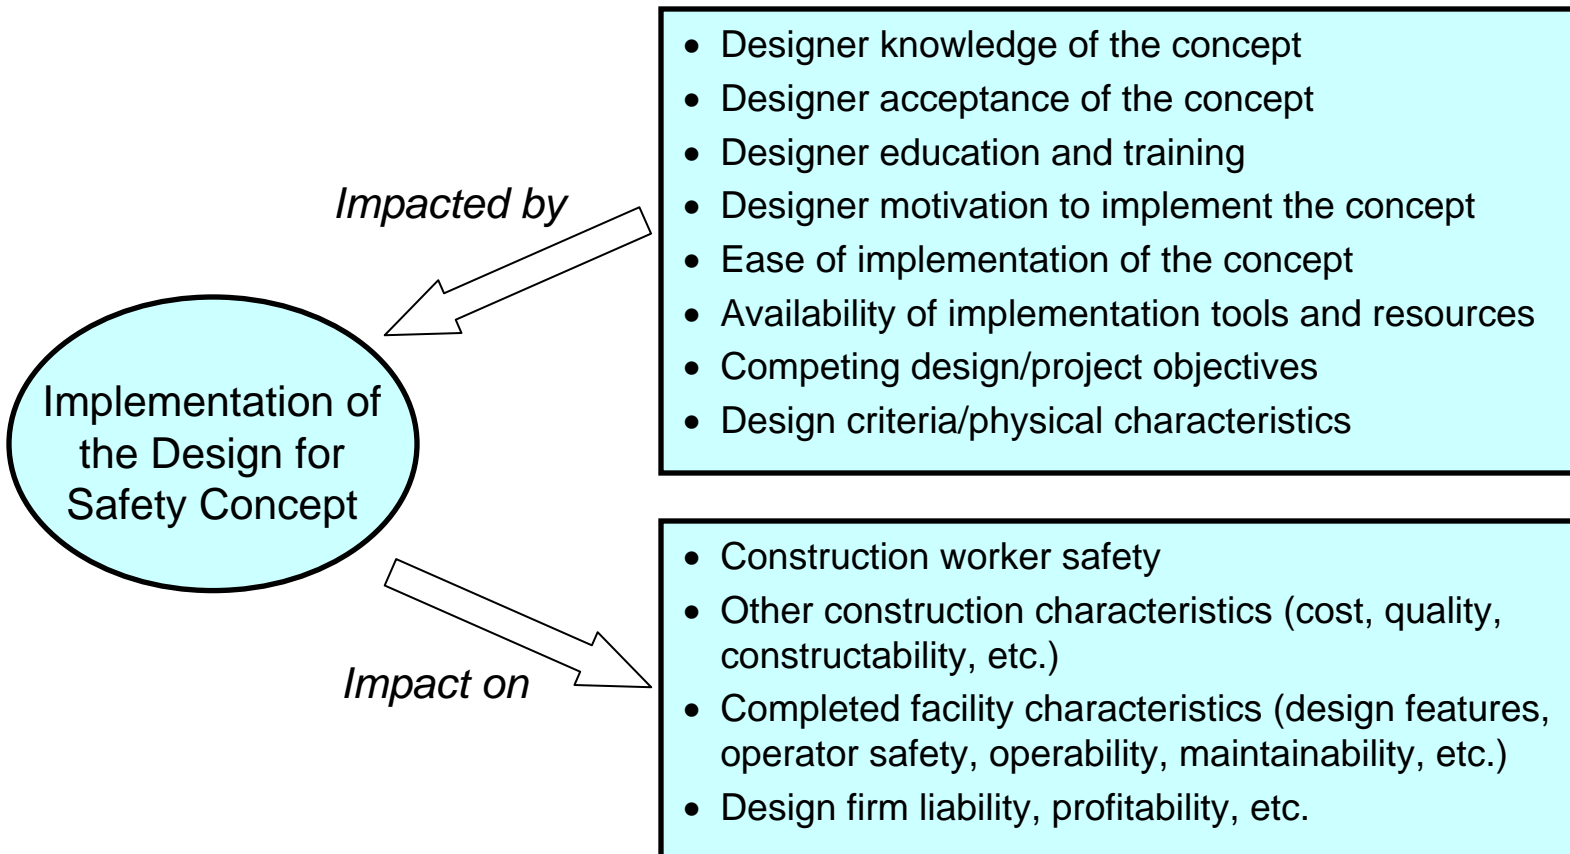 • Designer knowledge of the concept
• Designer acceptance of the concept
• Designer education and training
• Designer motivation to implement the concept
• Ease of implementation of the concept
• Availability of implementation tools and resources
• Competing design/project objectives
• Design criteria/physical characteristics
Impacted by
Implementation of
the Design for
Safety Concept
Impact on
• Construction worker safety
• Other construction characteristics (cost, quality,
constructability, etc.)
• Completed facility characteristics (design features,
operator safety, operability, maintainability, etc.)
• Design firm liability, profitability, etc.